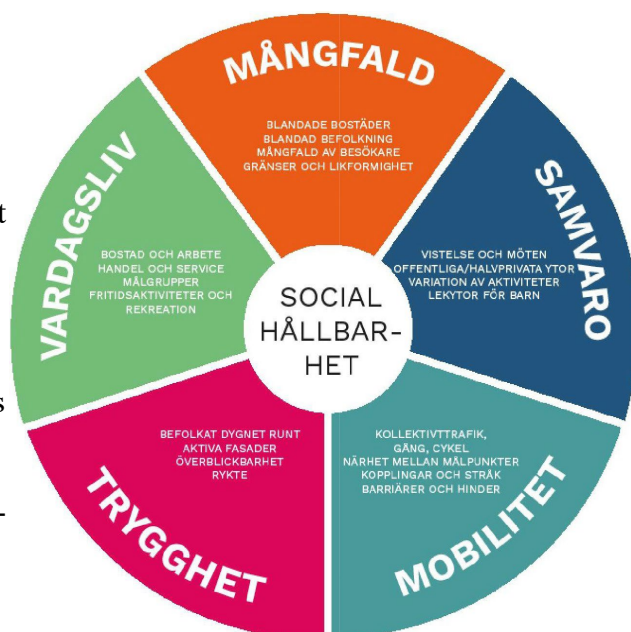 MÅNGFALD
BLANDADE BOSTÄDER
BLANDAD BEFOLKNING
MÅNGFALD AV BESÖKARE
GRÄNSER OCH LIKFORMIGHET
SAMVARO
VISTELSE OCH MÖTEN
OFFENTLIGA/HALVPRIVATA YTOR
VARIATION AV AKTIVITETER
LEKYTOR FÖR BARN
MOBILITET
KOLLEKTIVTTRAFIK,
GÅNG, CYKEL
NÄRHET MELLAN MÅLPUNKTER
KOPPLINGAR OCH STRÅK
BARRIÄRER OCH HINDER
TRYGGHET
BEFOLKAT DYGNET RUNT
AKTIVA FASADER
ÖVERBLICKBARHET
RYKTE
VARDAGSLIV
BOSTAD OCH ARBETE
HANDEL OCH SERVICE
MÅLGRUPPER
FRITIDSAKTIVITETER OCH
REKREATION
SOCIAL
HÅLLBAR-
HET
t
s
-